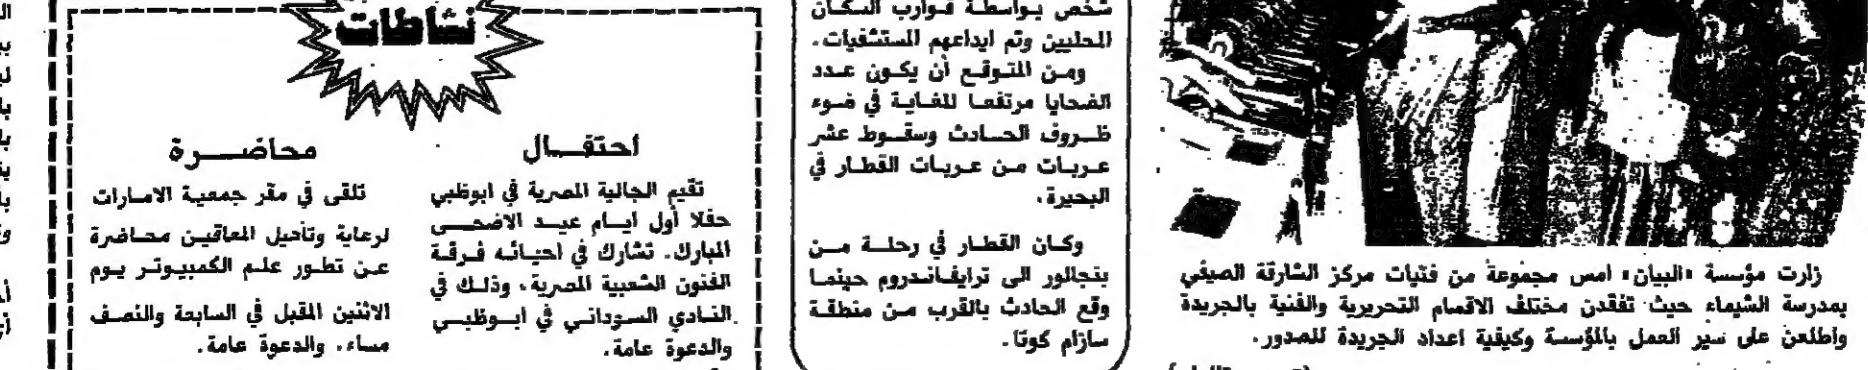 زارت مؤسسة «البيان» امس مجموعة من فتيات مركز الشارقة الصيفي
بمدرسة الشيماء حيث تفقدن مختلف الاقسام التحريرية والفنية بالجريدة
واطلعن على سير العمل بالمؤسسة وكيفية اعداد الجريدة للصدور.
شخص بواسطة قوارب السكان
المحليين وتم ايداعهم المستشفيات.
ومن المتوقع أن يكون عدد
الضحايا مرتفعا للغاية في ضوء
ظروف الحادث وسقوط عشر
عربات من عربات القطار في
البحيرة.
وكان القطار في رحلة من
بنجالور الى ترايفاندروم حينما
وقع الحادث بالقرب من منطقة
سازام كوتا.
نشاطات
احتفال
تقيم الجالية المصرية في ابوظبي
حفلا أول ايام عيد الاضحى
المبارك. تشارك في احيائه فرقة
الفنون الشعبية المصرية، وذلك في
النادي السوداني في ابوظبي
والدعوة عامة.
محاضرة
تلقى في مقر جمعية الامارات
لرعاية وتأهيل المعاقين محاضرة
عن تطور علم الكمبيوتر يوم
الاثنين المقبل في السابعة والنصف
مساء، والدعوة عامة.